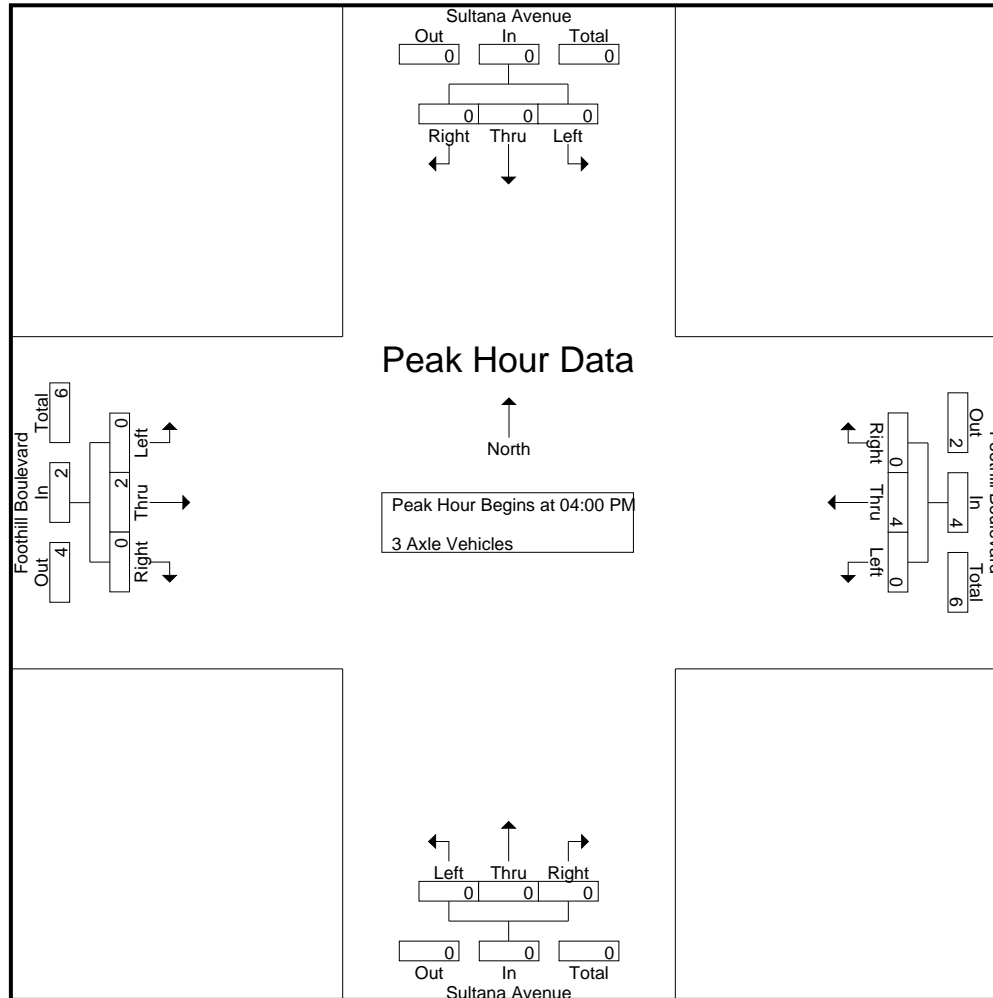 Sultana Avenue
Out In Total
0 0 0
0 0 0
Right Thru Left
Peak Hour Data
North
Peak Hour Begins at 04:00 PM
3 Axle Vehicles
Foothill Boulevard
Out In Total
4 2 6
Left Thru Right
0 2 0
Right Thru Left
0 4 0
Out In Total
2 4 6
Left Thru Right
0 0 0
0 0 0
Out In Total
Sultana Avenue